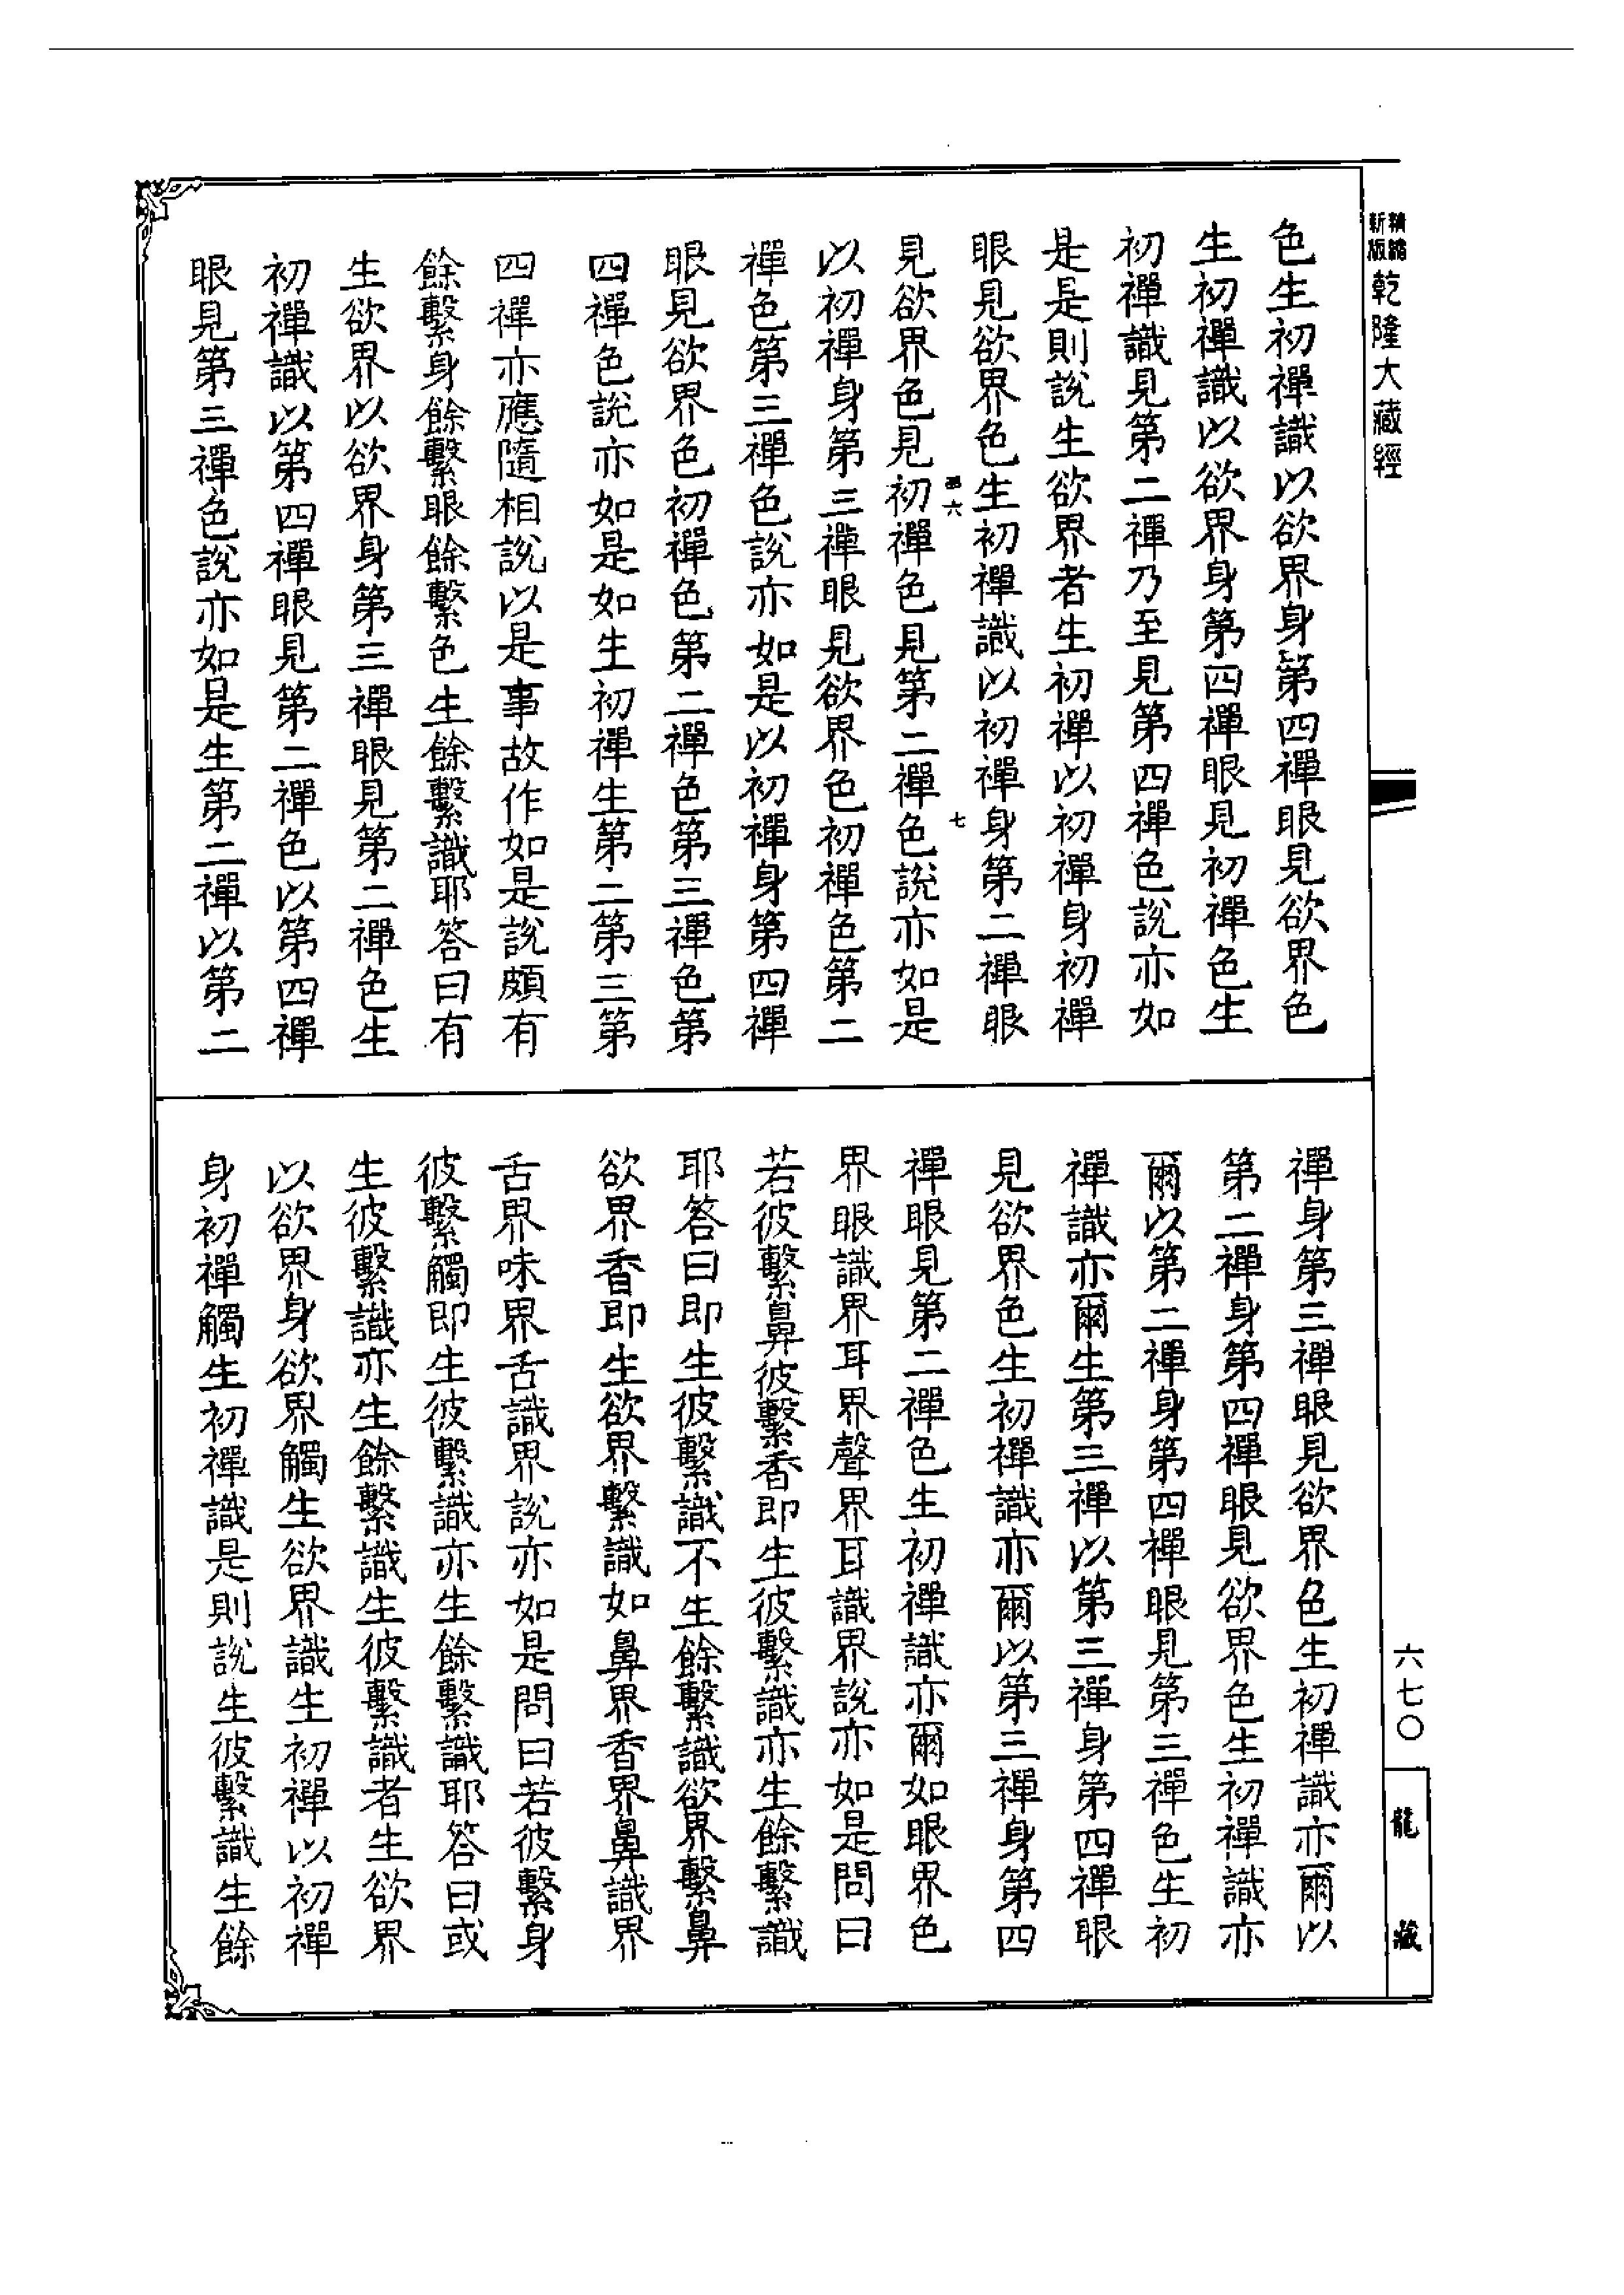 精縮
新版
乾隆大藏經
色生初禪識以欲界身第四禪眼見欲界色
生初禪識以欲界身第四禪眼見初禪色生
初禪識見第二禪乃至見第四禪色說亦如
是是則說生欲界者生初禪以初禪身初禪
眼見欲界色生初禪識以初禪身第二禪眼
六
七
見欲界色見初禪色見第二禪色說亦如是
以初禪身第三禪眼見欲界色初禪色第二
禪色第三禪色說亦如是以初禪身第四禪
眼見欲界色初禪色第二禪色第三禪色第
四禪色說亦如是如生初禪生第二第三第
四禪亦應隨相說以是事故作如是說頗有
餘繫身餘繫眼餘繫色生餘繫識耶答曰有
生欲界以欲界身第三禪眼見第二禪色生
初禪識以第四禪眼見第二禪色以第四禪
眼見第三禪色說亦如是生第二禪以第二
禪身第三禪眼見欲界色生初禪識亦爾以
第二禪身第四禪眼見欲界色生初禪識亦
爾以第二禪身第四禪眼見第三禪色生初
禪識亦爾生第三禪以第三禪身第四禪眼
見欲界色生初禪識亦爾以第三禪身第四
禪眼見第二禪色生初禪識亦爾如眼界色
界眼識界耳界聲界耳識界說亦如是問曰
若彼繫鼻彼繫香即生彼繫識亦生餘繫識
耶答曰即生彼繫識不生餘繫識欲界繫鼻
欲界香即生欲界繫識如鼻界香界鼻識界
舌界味界舌識界說亦如是問曰若彼繫身
彼繫觸即生彼繫識亦生餘繫識耶答曰或
生彼繫識亦生餘繫識生彼繫識者生欲界
以欲界身欲界觸生欲界識生初禪以初禪
身初禪觸生初禪識是則說生彼繫識生餘
六七〇
龍藏